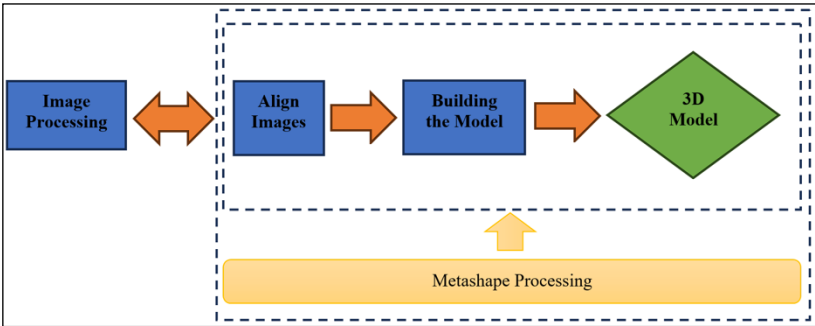 Image
Processing
Align
Images
Building
the Model
3D
Model
Metashape Processing